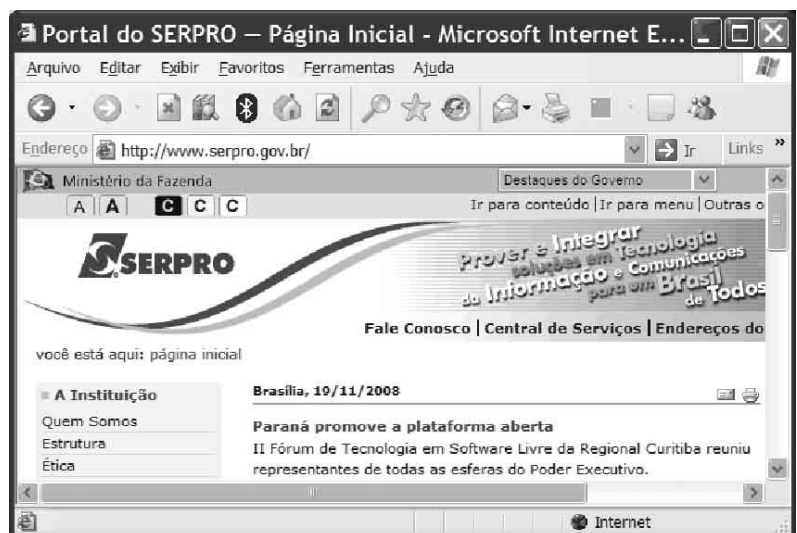 Portal do SERPRO — Página Inicial - Microsoft Internet E...
Arquivo Editar Exibir Favoritos Ferramentas Ajuda
Endereço http://www.serpro.gov.br/ Ir Links »
Ministério da Fazenda Destaques do Governo
A A C C C Ir para conteúdo | Ir para menu | Outras o
SERPRO
Prover e Integrar
soluções em Tecnologia
da Informação e Comunicações
para um Brasil
de Todos
Fale Conosco | Central de Serviços | Endereços do
você está aqui: página inicial
A Instituição
Quem Somos
Estrutura
Ética
Brasília, 19/11/2008
Paraná promove a plataforma aberta
II Fórum de Tecnologia em Software Livre da Regional Curitiba reuniu
representantes de todas as esferas do Poder Executivo.
Internet